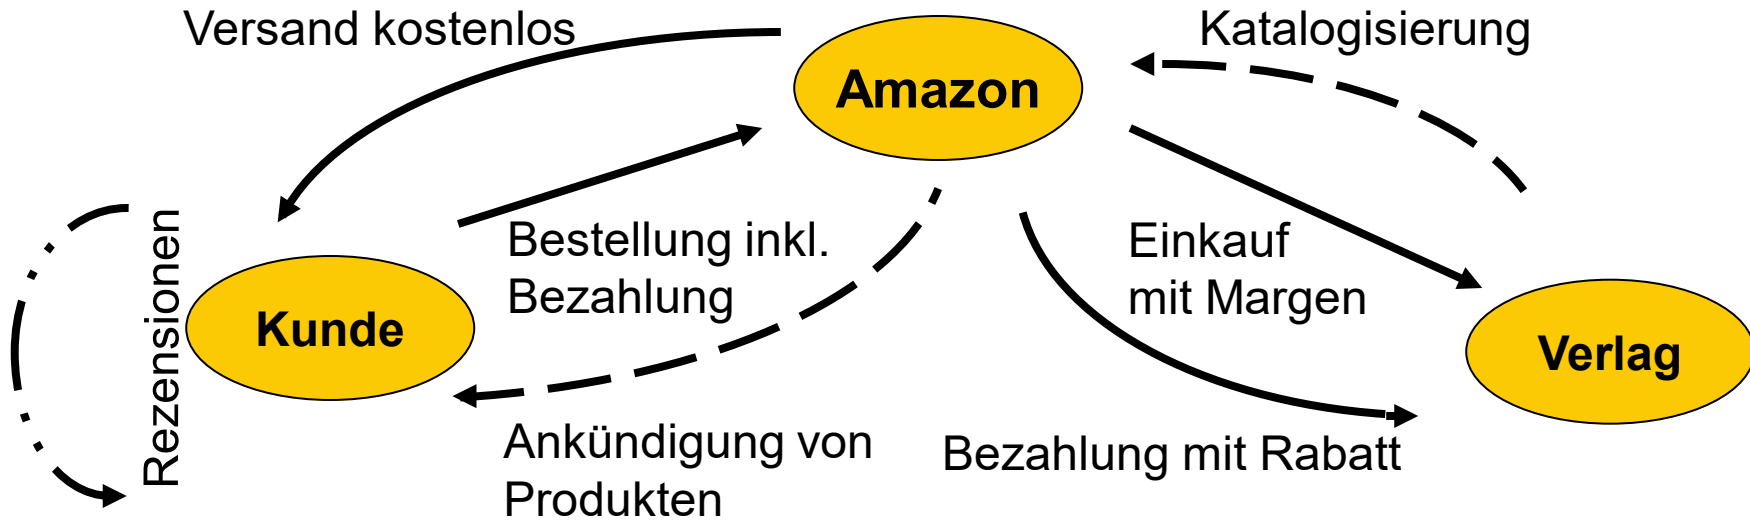 Versand kostenlos
Amazon
Katalogisierung
Rezensionen
Bestellung inkl.
Bezahlung
Einkauf
mit Margen
Kunde
Verlag
Ankündigung von
Produkten
Bezahlung mit Rabatt